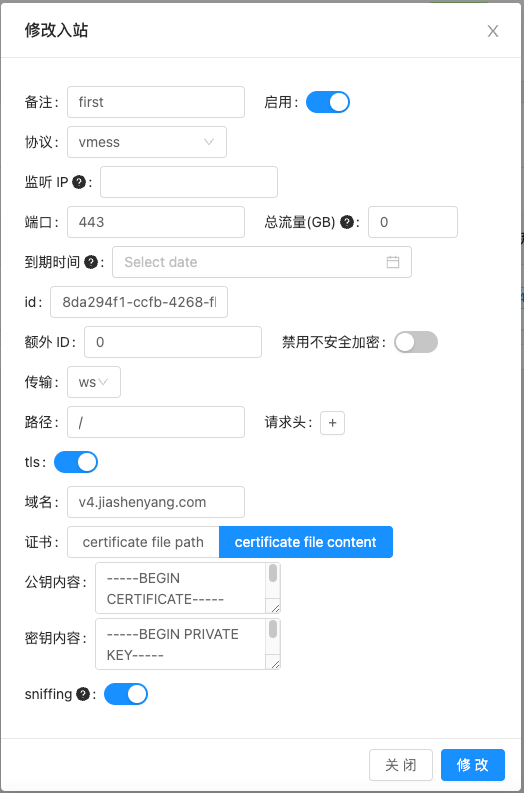 修改入站
备注: first 启用:
协议: vmess
监听 IP ? :
端口: 443 总流量(GB) ? : 0
到期时间 ? : Select date
id: 8da294f1-ccfb-4268-f
额外 ID: 0 禁用不安全加密:
传输: ws
路径: / 请求头: +
tls:
域名: v4.jiashenyang.com
证书: certificate file path certificate file content
公钥内容: -----BEGIN
CERTIFICATE-----
密钥内容: -----BEGIN PRIVATE
KEY-----
sniffing ? :
关 闭 修 改